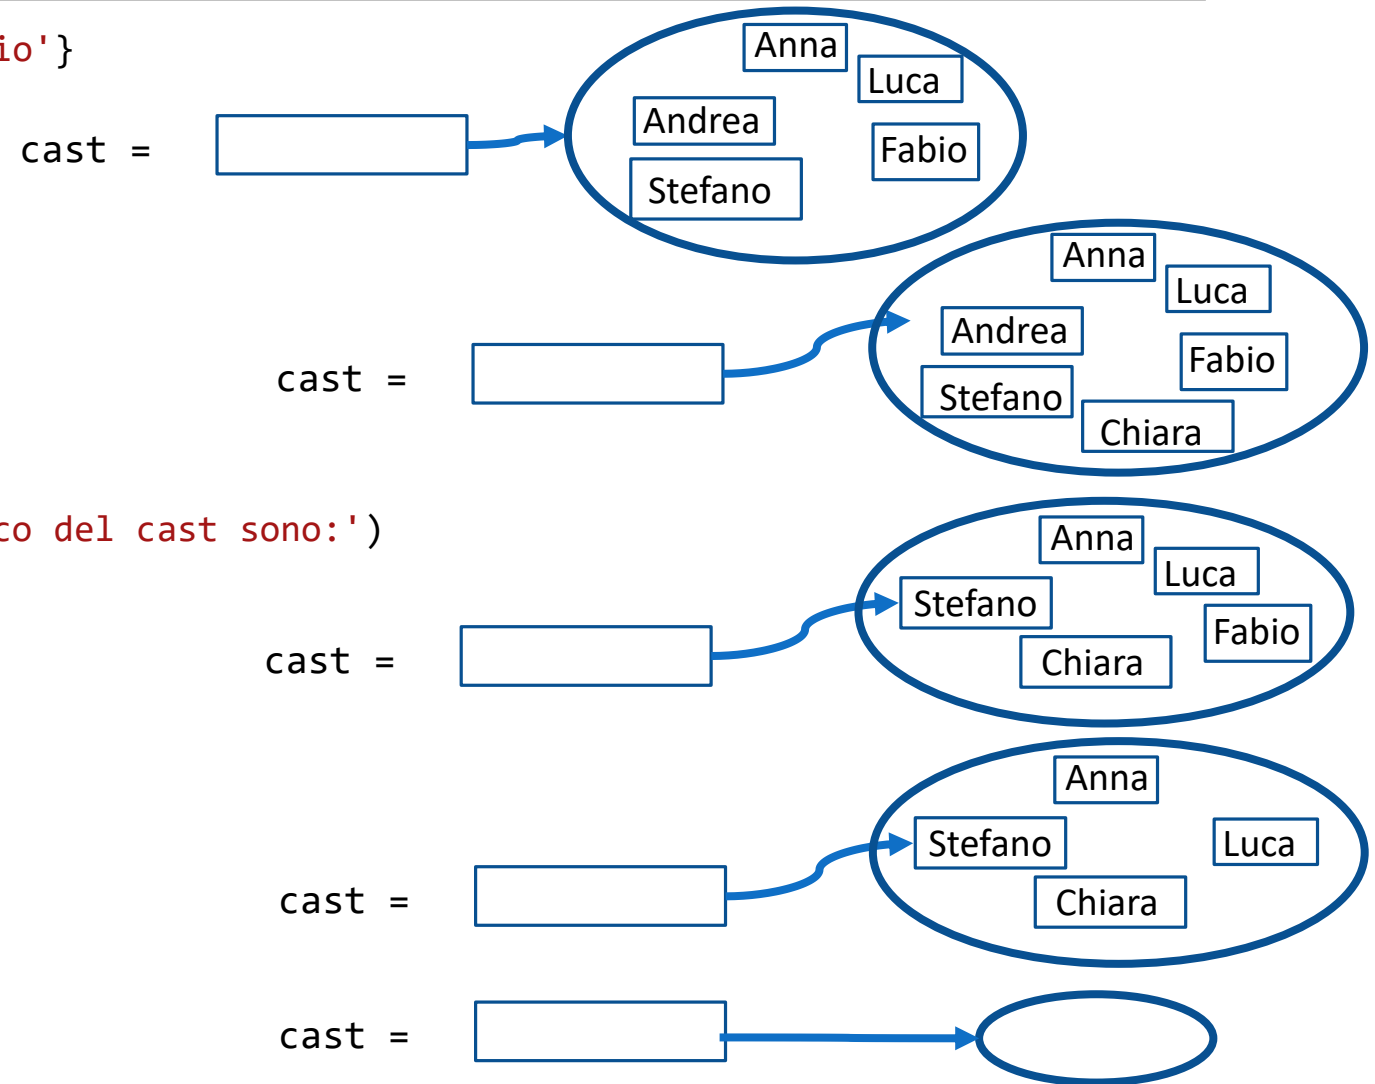 io'}
Anna
Luca
Andrea
cast =
Fabio
Stefano
Anna
Luca
Andrea
Fabio
cast =
Stefano
Chiara
co del cast sono:')
Anna
Luca
Stefano
Fabio
cast =
Chiara
Anna
Stefano
Luca
cast =
Chiara
cast =